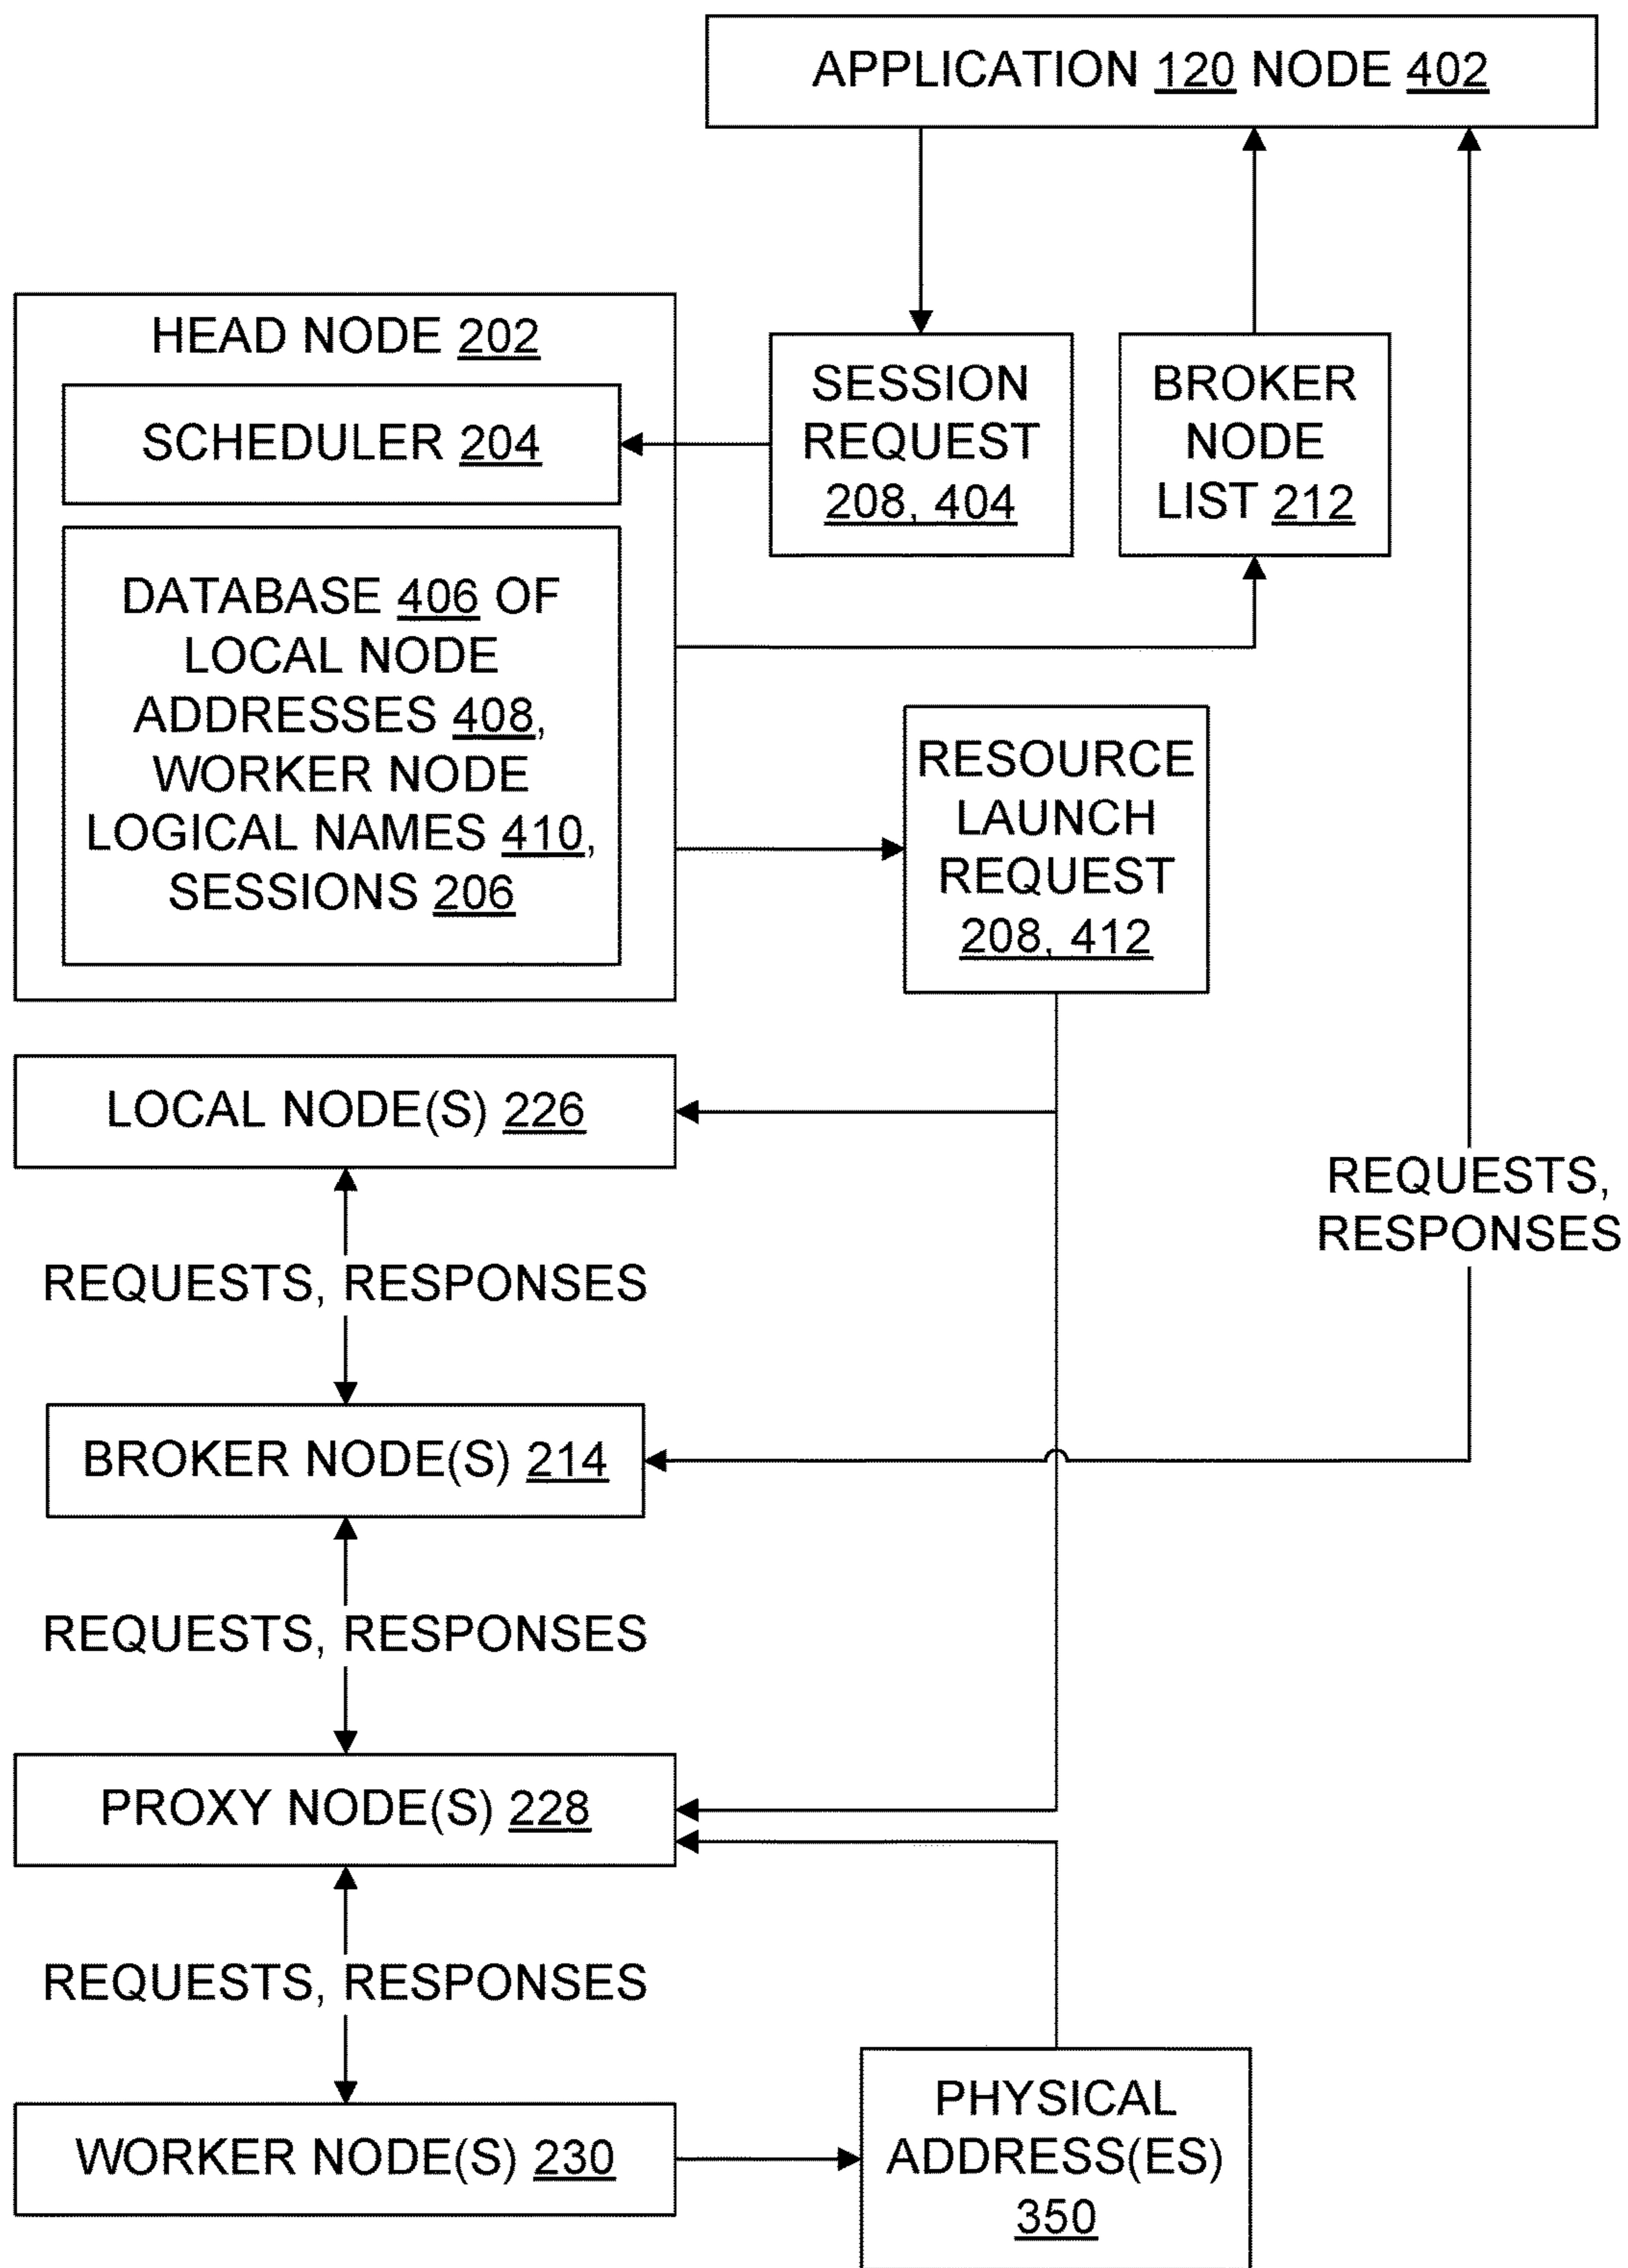 APPLICATION 120 NODE 402
HEAD NODE 202
SCHEDULER 204
DATABASE 406 OF
LOCAL NODE
ADDRESSES 408,
WORKER NODE
LOGICAL NAMES 410,
SESSIONS 206
SESSION
REQUEST
208, 404
BROKER
NODE
LIST 212
RESOURCE
LAUNCH
REQUEST
208, 412
LOCAL NODE(S) 226
REQUESTS,
RESPONSES
REQUESTS, RESPONSES
BROKER NODE(S) 214
REQUESTS, RESPONSES
PROXY NODE(S) 228
REQUESTS, RESPONSES
WORKER NODE(S) 230
PHYSICAL
ADDRESS(ES)
350